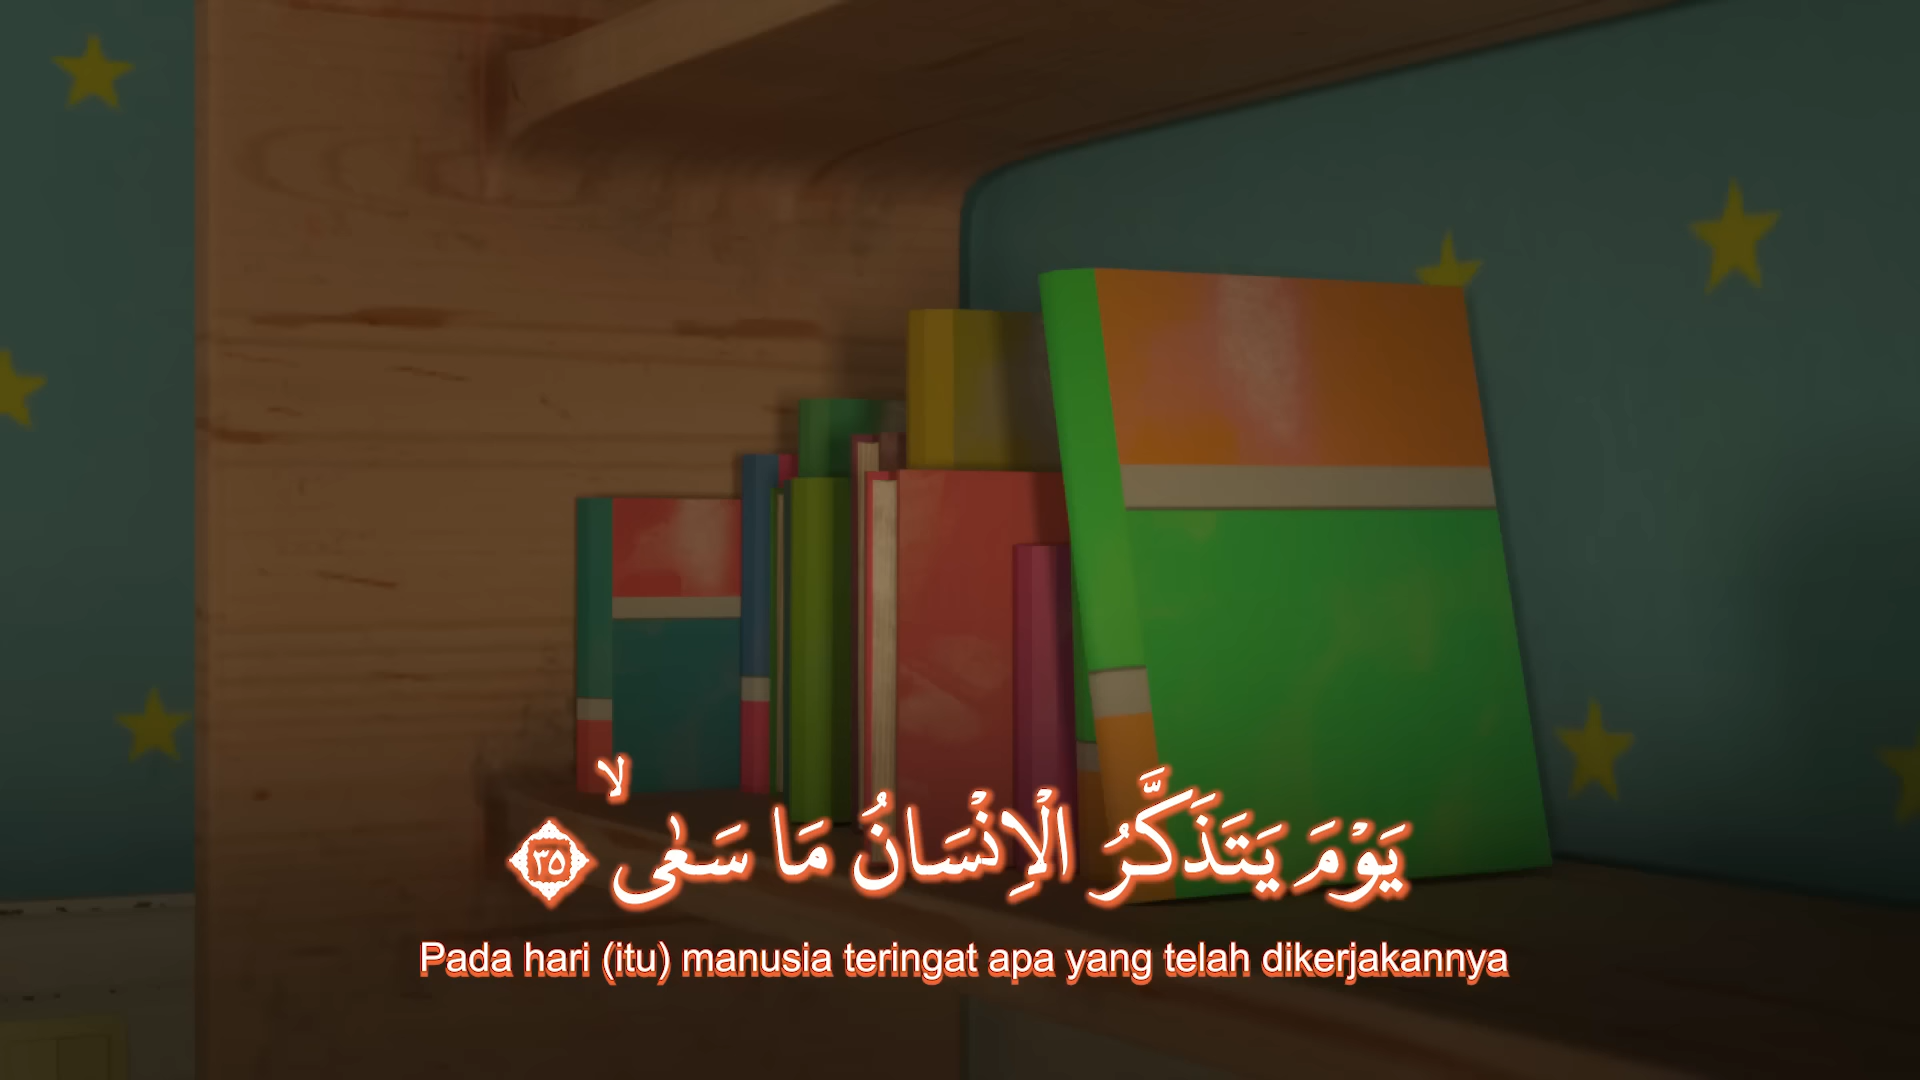 يَوْمَ يَتَذَكَّرُ الْاِنْسَانُ مَا سَعٰىۙ ٣٥
Pada hari (itu) manusia teringat apa yang telah dikerjakannya